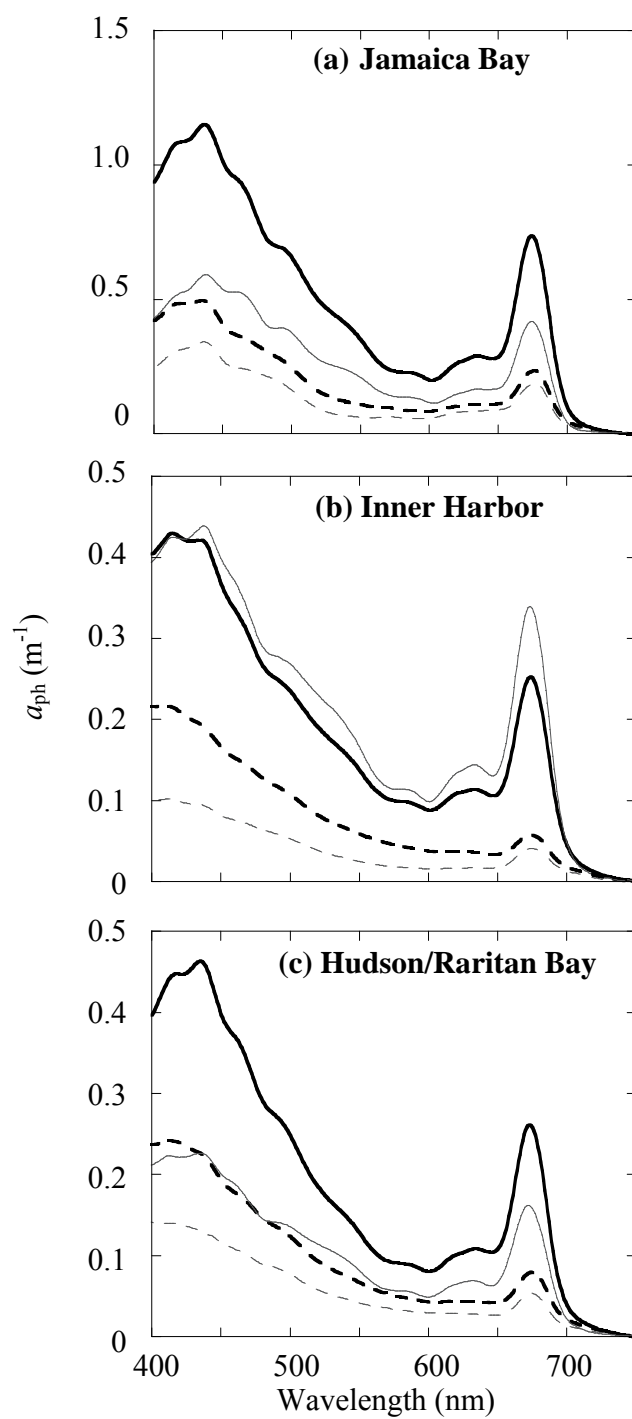 1.5
(a) Jamaica Bay
1.0
0.5
0
0.5
(b) Inner Harbor
0.4
0.3
0.2
0.1
0
aph (m-1)
0.5
(c) Hudson/Raritan Bay
0.4
0.3
0.2
0.1
0
400 500 600 700
Wavelength (nm)